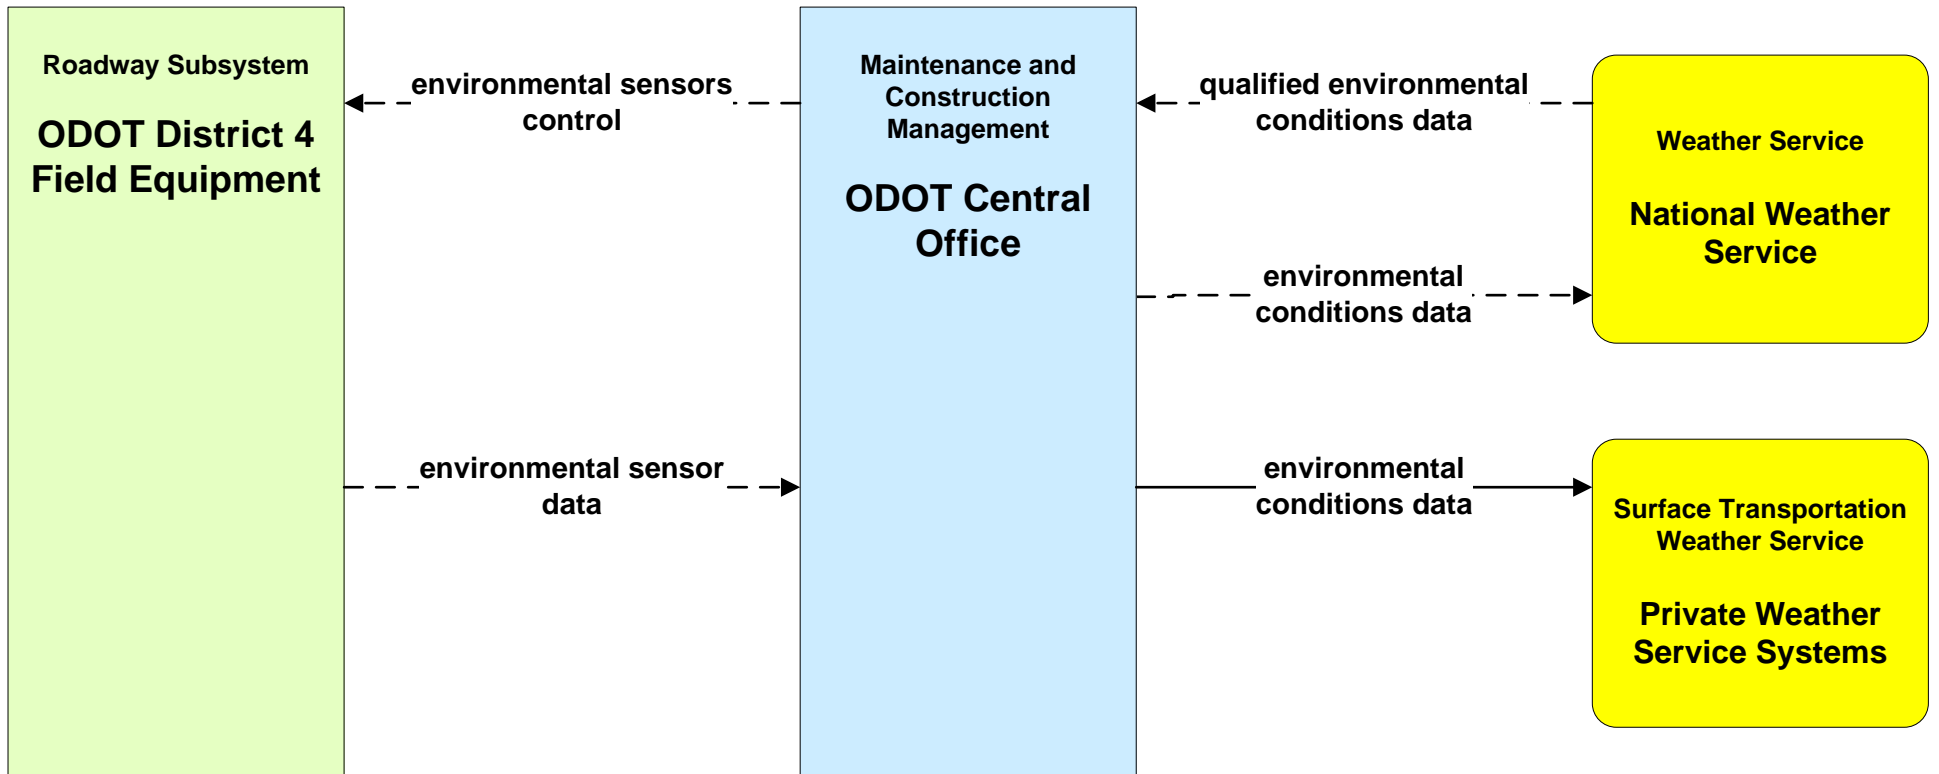 Roadway Subsystem
ODOT District 4
Field Equipment
environmental sensors
control
environmental sensor
data
Maintenance and
Construction
Management
ODOT Central
Office
qualified environmental
conditions data
environmental
conditions data
environmental
conditions data
Weather Service
National Weather
Service
Surface Transportation
Weather Service
Private Weather
Service Systems